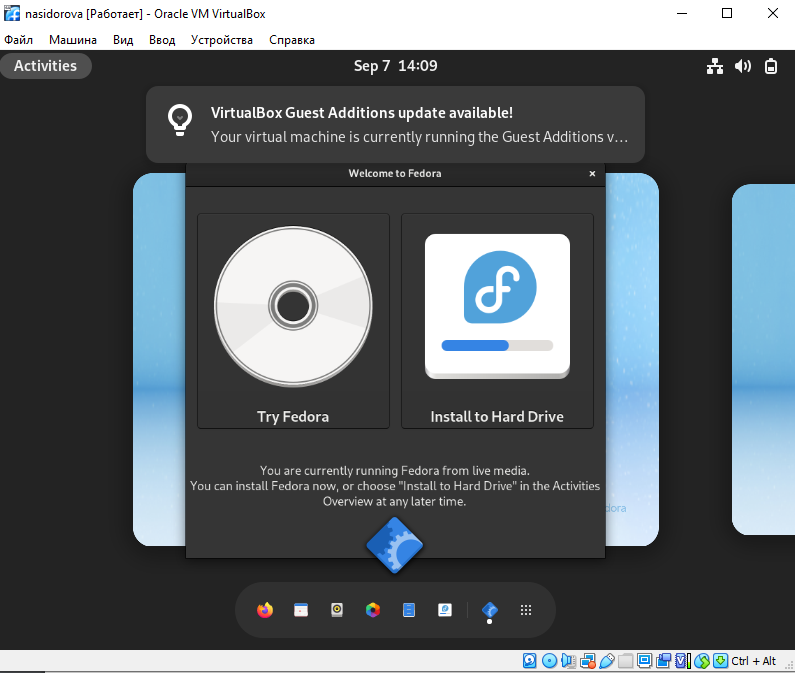 nasidorova [Работает] - Oracle VM VirtualBox
Файл Машина Вид Ввод Устройства Справка
Activities Sep 7 14:09
VirtualBox Guest Additions update available!
Your virtual machine is currently running the Guest Additions v...
Welcome to Fedora
Try Fedora Install to Hard Drive
You are currently running Fedora from live media.
You can install Fedora now, or choose "Install to Hard Drive" in the Activities
Overview at any later time.
dora
Ctrl + Alt